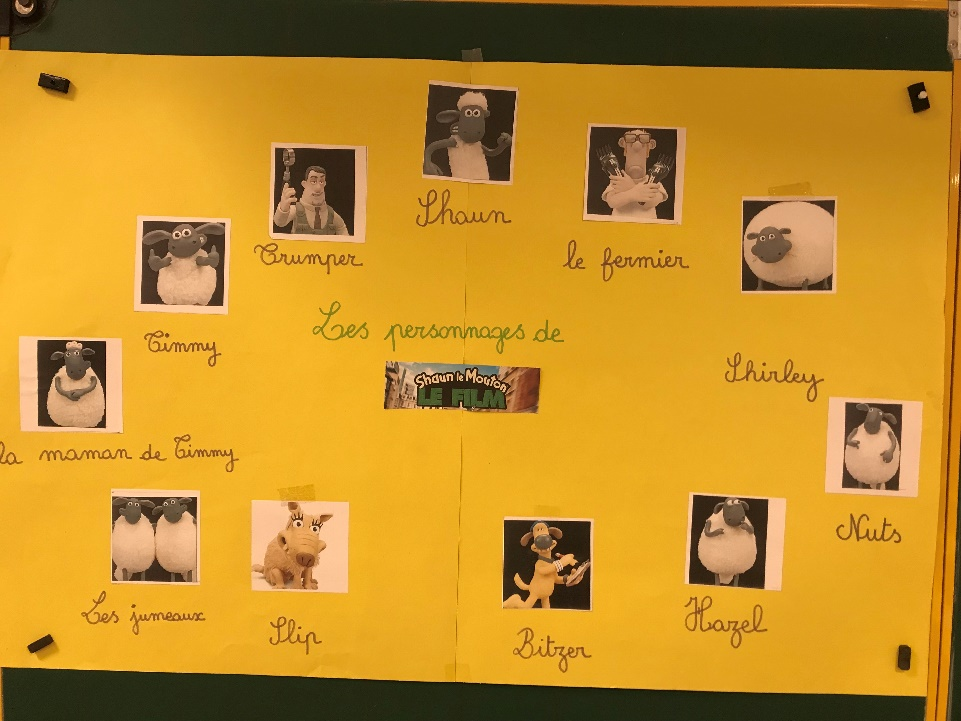 Shaun
le fermier
Trumper
Timmy
Les personnages de
Shaun le Mouton
LE FILM
Shirley
la maman de Timmy
Nuts
Les jumeaux
Slip
Bitzer
Hazel